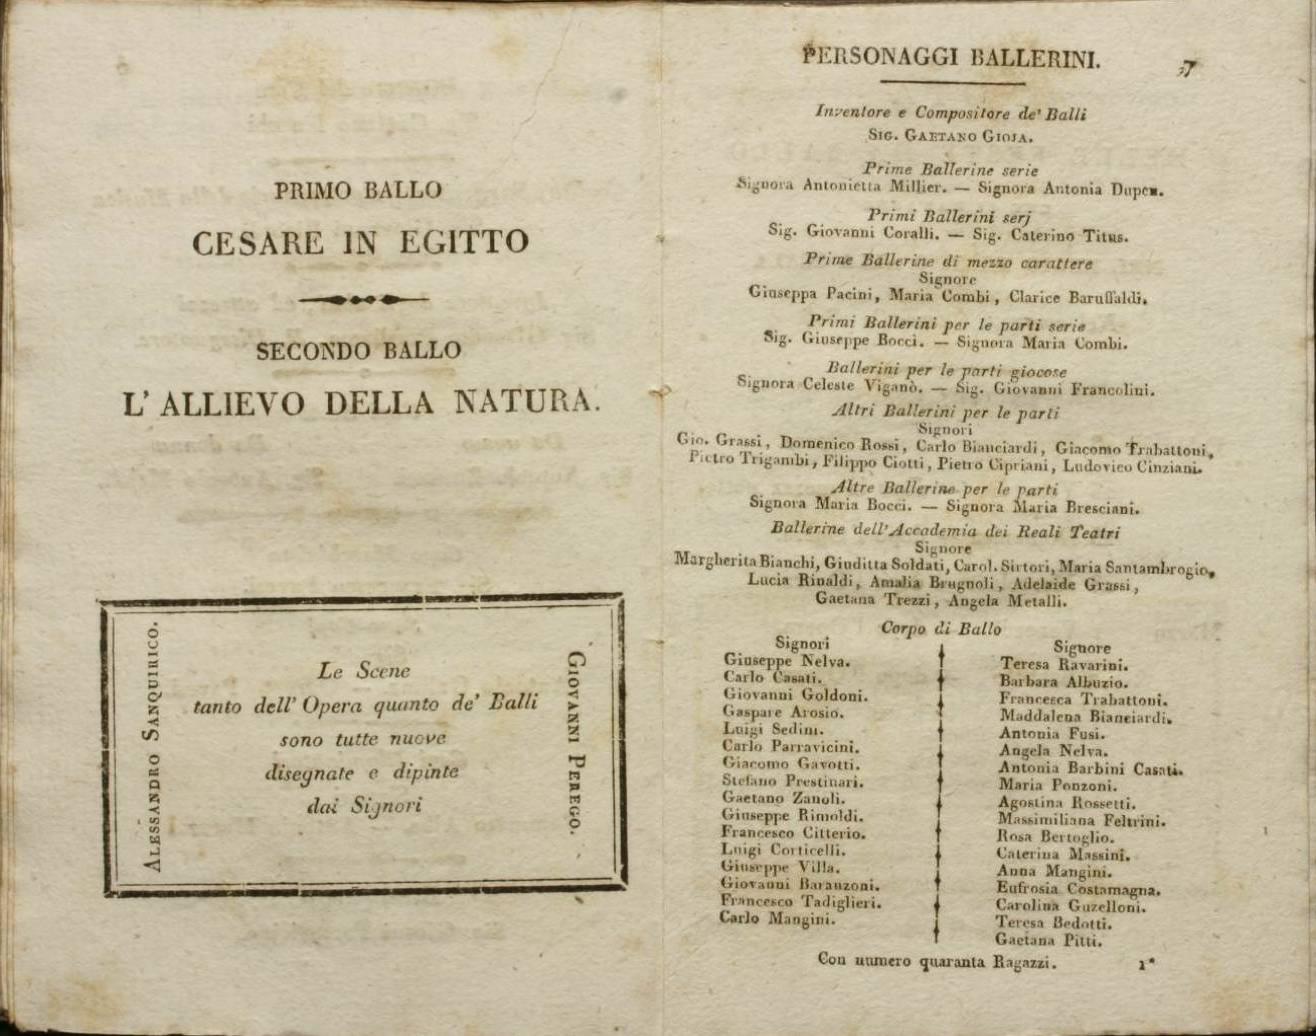 PRIMO BALLO
CESARE IN EGITTO
SECONDO BALLO
L' ALLIEVO DELLA NATURA.
ALESSANDRO SANQUIRICO.
Le Scene
tanto dell' Opera quanto de' Balli
sono tutte nuove
disegnate e dipinte
dai Signori
GIOVANNI PEREGO.
PERSONAGGI BALLERINI.
7
Inventore e Compositore de' Balli
SIG. GAETANO GIOJA.
Prime Ballerine serie
Signora Antonietta Millier. — Signora Antonia Dupen.
Primi Ballerini serj
Sig. Giovanni Coralli. — Sig. Caterino Titus.
Prime Ballerine di mezzo carattere
Signore
Giuseppa Pacini, Maria Combi, Clarice Baruffaldi.
Primi Ballerini per le parti serie
Sig. Giuseppe Bocci. — Signora Maria Combi.
Ballerini per le parti giocose
Signora Celeste Viganò. — Sig. Giovanni Francolini.
Altri Ballerini per le parti
Signori
Gio. Grassi, Domenico Rossi, Carlo Bianciardi, Giacomo Trabattoni,
Pietro Trigambi, Filippo Ciotti, Pietro Cipriani, Ludovico Cinziani.
Altre Ballerine per le parti
Signora Maria Bocci. — Signora Maria Bresciani.
Ballerine dell'Accademia dei Reali Teatri
Signore
Margherita Bianchi, Giuditta Soldati, Carol. Sirtori, Maria Santambrogio,
Lucia Rinaldi, Amalia Brugnoli, Adelaide Grassi,
Gaetana Trezzi, Angela Metalli.
Corpo di Ballo
Signori
Giuseppe Nelva.
Carlo Casati.
Giovanni Goldoni.
Gaspare Arosio.
Luigi Sedini.
Carlo Parravicini.
Giacomo Gavotti.
Stefano Prestinari.
Gaetano Zanoli.
Giuseppe Rimoldi.
Francesco Citterio.
Luigi Corticelli.
Giuseppe Villa.
Giovanni Baranzoni.
Francesco Tadiglieri.
Carlo Mangini.
Signore
Teresa Ravarini.
Barbara Albuzio.
Francesca Trabattoni.
Maddalena Bianciardi.
Antonia Fusi.
Angela Nelva.
Antonia Barbini Casati.
Maria Ponzoni.
Agostina Rossetti.
Massimiliana Feltrini.
Rosa Bertoglio.
Caterina Massini.
Anna Mangini.
Eufrosia Costamagna.
Carolina Guzelloni.
Teresa Bedotti.
Gaetana Pitti.
Con numero quaranta Ragazzi.
1*